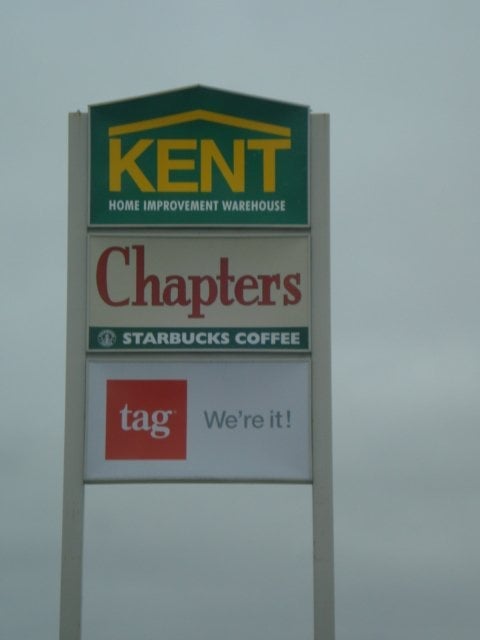 KENT
HOME IMPROVEMENT WAREHOUSE
Chapters
STARBUCKS COFFEE
tag We're it!